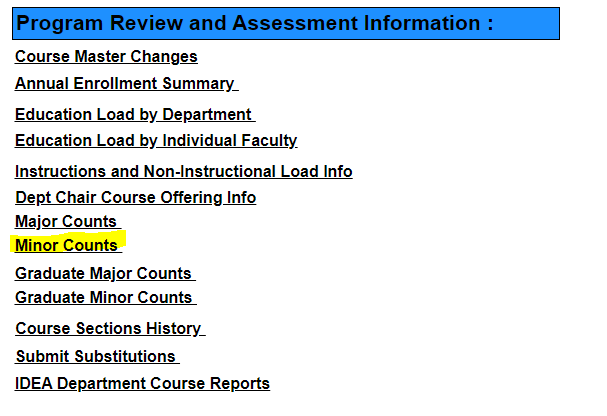 Program Review and Assessment Information :
Course Master Changes
Annual Enrollment Summary
Education Load by Department
Education Load by Individual Faculty
Instructions and Non-Instructional Load Info
Dept Chair Course Offering Info
Major Counts
Minor Counts
Graduate Major Counts
Graduate Minor Counts
Course Sections History
Submit Substitutions
IDEA Department Course Reports